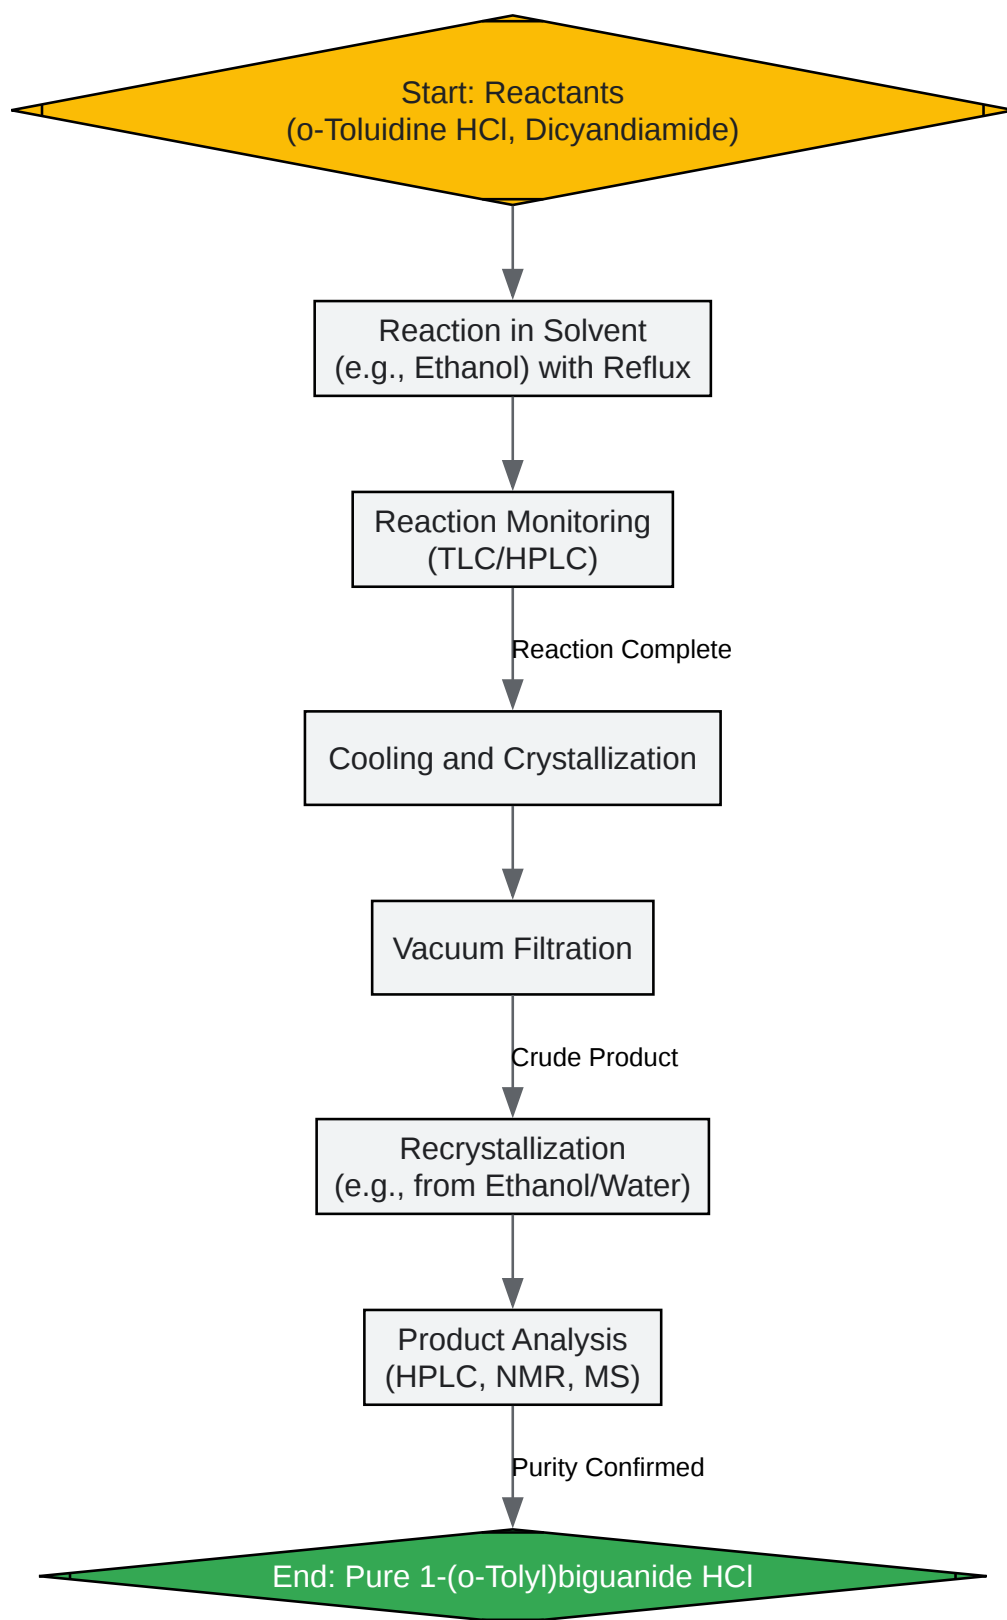 Start: Reactants
(o-Toluidine HCl, Dicyandiamide)
Reaction in Solvent
(e.g., Ethanol) with Reflux
Reaction Monitoring
(TLC/HPLC)
Reaction Complete
Cooling and Crystallization
Vacuum Filtration
Crude Product
Recrystallization
(e.g., from Ethanol/Water)
Product Analysis
(HPLC, NMR, MS)
Purity Confirmed
End: Pure 1-(o-Tolyl)biguanide HCl